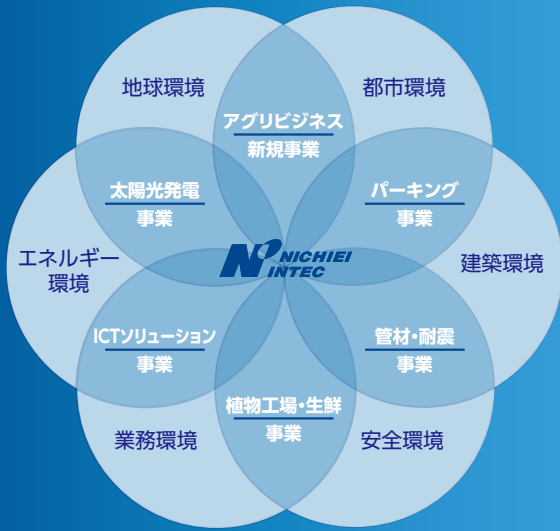 地球環境
都市環境
アグリビジネス
新規事業
太陽光発電
事業
パーキング
事業
エネルギー
環境
NICHIEI
INTEC
建築環境
ICTソリューション
事業
管材・耐震
事業
植物工場・生鮮
事業
業務環境
安全環境